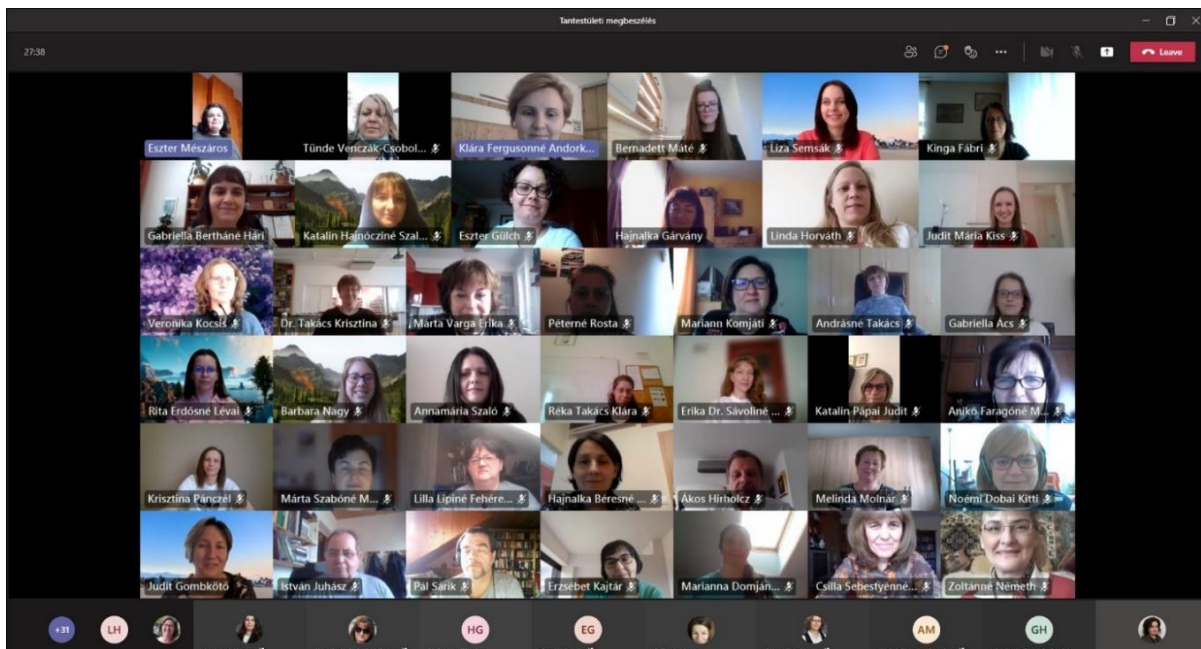 Tantestületi megbeszélés
27:38
Leave
Eszter Mészáros
Tünde Venczák-Csobol...
Klára Fergusonné Andork...
Bernadett Máté
Liza Semsák
Kinga Fábri
Gabriella Bertháné Hári
Katalin Hajnócziné Szal...
Eszter Gülch
Hajnalka Gárvány
Linda Horváth
Judit Mária Kiss
Veronika Kocsis
Dr. Takács Krisztina
Márta Varga Erika
Péterné Rosta
Mariann Komjáti
Andrásné Takács
Gabriella Ács
Rita Erdősné Lévai
Barbara Nagy
Annamária Szaló
Réka Takács Klára
Erika Dr. Sávoliné ...
Katalin Pápai Judit
Anikó Faragóné M...
Krisztina Pánczél
Márta Szabóné M...
Lilla Lipiné Fehére...
Hajnalka Béresné ...
Ákos Hirholcz
Melinda Molnár
Noémi Dobai Kitti
Judit Gombkötő
István Juhász
Pál Sarik
Erzsébet Kajtár
Marianna Domján...
Csilla Sebestyénné...
Zoltánné Németh
+31
LH
HG
EG
AM
GH